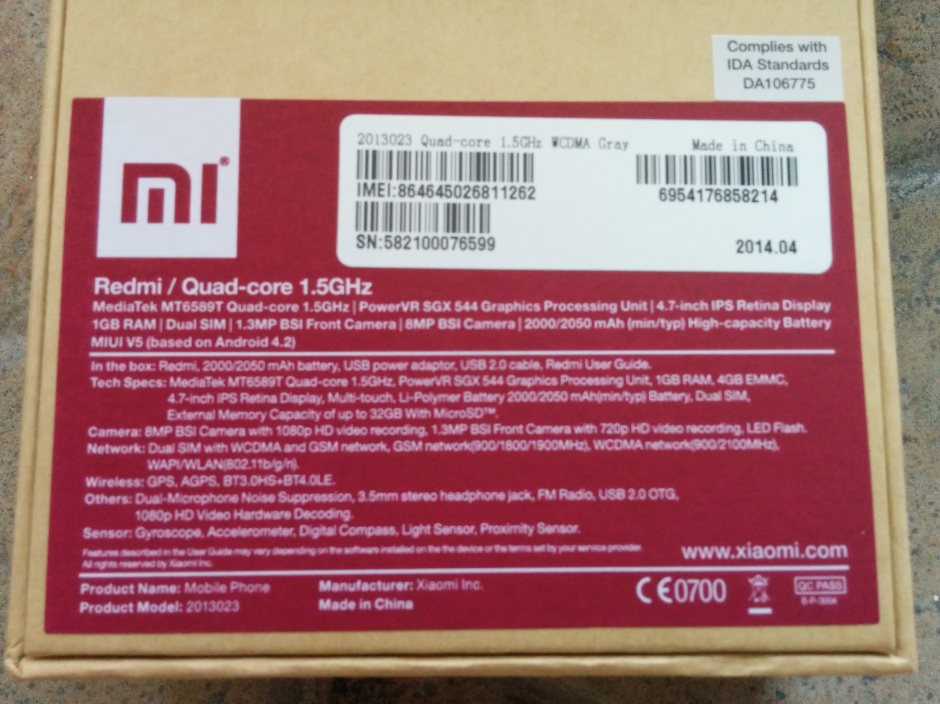 Complies with
IDA Standards
DA106775
mi®
2013023 Quad-core 1.5GHz WCDMA Gray
Made in China
IMEI:864645026811262
6954176858214
SN:582100076599
2014.04
Redmi / Quad-core 1.5GHz
MediaTek MT6589T Quad-core 1.5GHz | PowerVR SGX 544 Graphics Processing Unit | 4.7-inch IPS Retina Display
1GB RAM | Dual SIM | 1.3MP BSI Front Camera | 8MP BSI Camera | 2000/2050 mAh (min/typ) High-capacity Battery
MIUI V5 (based on Android 4.2)
In the box: Redmi, 2000/2050 mAh battery, USB power adaptor, USB 2.0 cable, Redmi User Guide.
Tech Specs: MediaTek MT6589T Quad-core 1.5GHz, PowerVR SGX 544 Graphics Processing Unit, 1GB RAM, 4GB EMMC,
4.7-inch IPS Retina Display, Multi-touch, Li-Polymer Battery 2000/2050 mAh(min/typ) Battery, Dual SIM,
External Memory Capacity of up to 32GB With MicroSD™.
Camera: 8MP BSI Camera with 1080p HD video recording, 1.3MP BSI Front Camera with 720p HD video recording, LED Flash.
Network: Dual SIM with WCDMA and GSM network, GSM network(900/1800/1900MHz), WCDMA network(900/2100MHz),
WAPI/WLAN(802.11b/g/n).
Wireless: GPS, AGPS, BT3.0HS+BT4.0LE.
Others: Dual-Microphone Noise Suppression, 3.5mm stereo headphone jack, FM Radio, USB 2.0 OTG,
1080p HD Video Hardware Decoding.
Sensor: Gyroscope, Accelerometer, Digital Compass, Light Sensor, Proximity Sensor.
Features described in the User Guide may vary depending on the software installed on the the device or the terms set by your service provider.
All rights reserved by Xiaomi Inc.
www.xiaomi.com
Product Name: Mobile Phone
Manufacturer: Xiaomi Inc.
Product Model: 2013023
Made in China
CE0700
QC PASS
S-P-0004